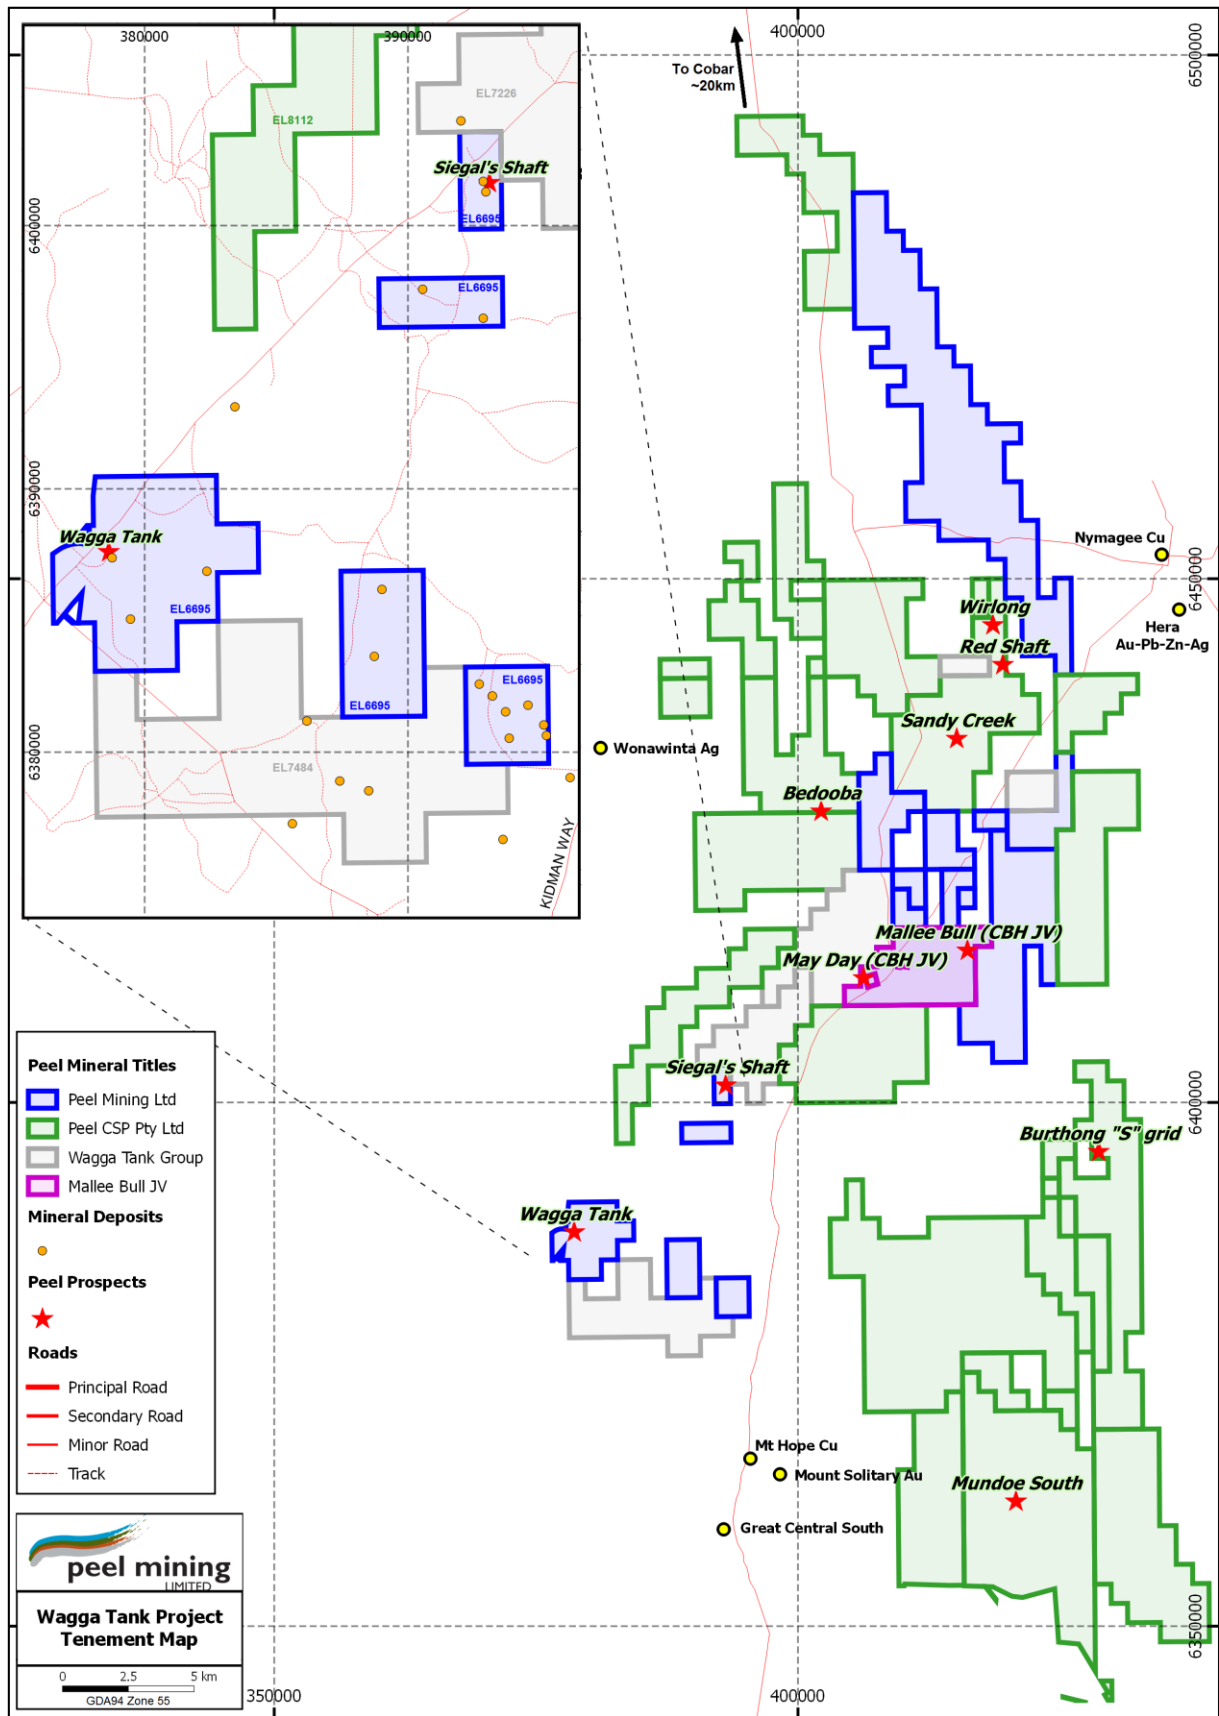 380000
390000
400000
To Cobar
~20km
6500000
EL7226
EL8112
Siegal's Shaft
EL6695
6400000
EL6695
6390000
Wagga Tank
EL6695
EL6695
EL6695
EL7484
6380000
KIDMAN WAY
Nymagee Cu
6450000
Hera
Au-Pb-Zn-Ag
Wirlong
Red Shaft
Sandy Creek
Wonawinta Ag
Bedooba
Mallee Bull (CBH JV)
May Day (CBH JV)
Siegal's Shaft
6400000
Burthong "S" grid
Wagga Tank
Mt Hope Cu
Mount Solitary Au
Great Central South
Mundoe South
6350000
Peel Mineral Titles
Peel Mining Ltd
Peel CSP Pty Ltd
Wagga Tank Group
Mallee Bull JV
Mineral Deposits
Peel Prospects
Roads
Principal Road
Secondary Road
Minor Road
Track
peel mining
LIMITED
Wagga Tank Project
Tenement Map
0 2.5 5 km
GDA94 Zone 55
350000
400000